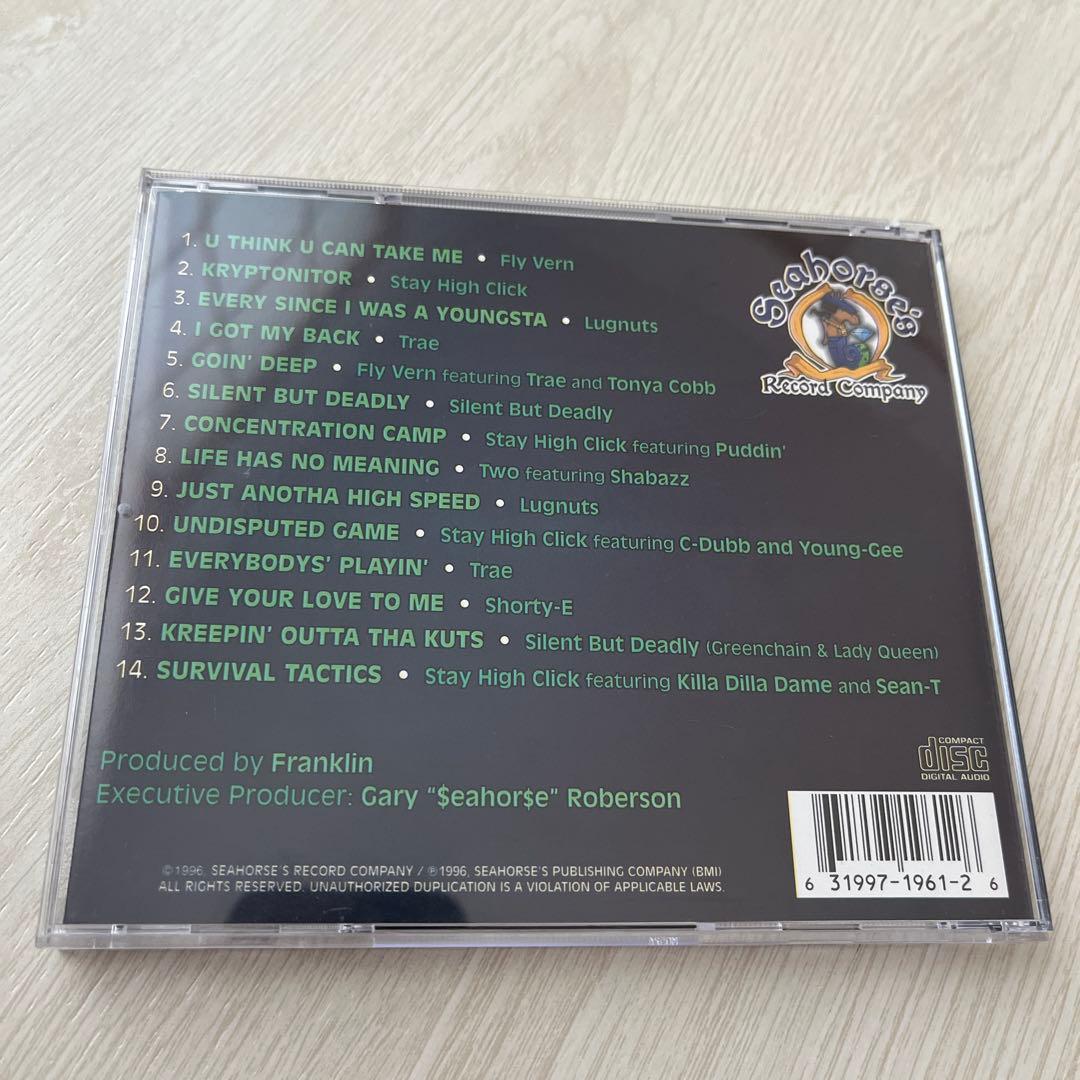 1. U THINK U CAN TAKE ME • Fly Vern
2. KRYPTONITOR • Stay High Click
3. EVERY SINCE I WAS A YOUNGSTA • Lugnuts
4. I GOT MY BACK • Trae
5. GOIN' DEEP • Fly Vern featuring Trae and Tonya Cobb
6. SILENT BUT DEADLY • Silent But Deadly
7. CONCENTRATION CAMP • Stay High Click featuring Puddin'
8. LIFE HAS NO MEANING • Two featuring Shabazz
9. JUST ANOTHA HIGH SPEED • Lugnuts
10. UNDISPUTED GAME • Stay High Click featuring C-Dubb and Young-Gee
11. EVERYBODYS' PLAYIN' • Trae
12. GIVE YOUR LOVE TO ME • Shorty-E
13. KREEPIN' OUTTA THA KUTS • Silent But Deadly (Greenchain & Lady Queen)
14. SURVIVAL TACTICS • Stay High Click featuring Killa Dilla Dame and Sean-T
Seahorse's
Record Company
Produced by Franklin
Executive Producer: Gary "$eahor$e" Roberson
COMPACT
disc
DIGITAL AUDIO
©1996, SEAHORSE'S RECORD COMPANY / ℗1996, SEAHORSE'S PUBLISHING COMPANY (BMI)
ALL RIGHTS RESERVED. UNAUTHORIZED DUPLICATION IS A VIOLATION OF APPLICABLE LAWS.
6 31997-1961-2 6